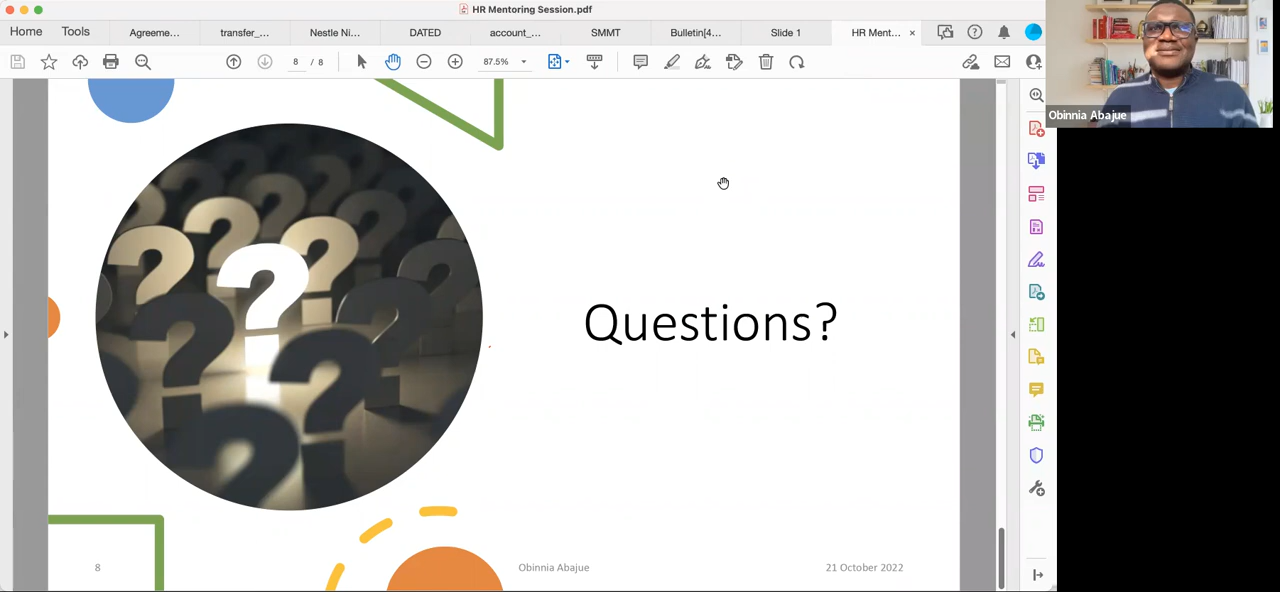 HR Mentoring Session.pdf
Home
Tools
Agreeme...
transfer_...
Nestle Ni...
DATED
account_...
SMMT
Bulletin[4...
Slide 1
HR Ment... ×
8 / 8
87.5%
Obinnia Abajue
Questions?
8
Obinnia Abajue
21 October 2022